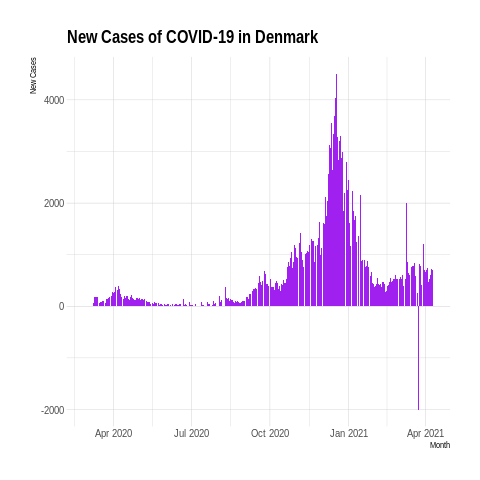 New Cases of COVID-19 in Denmark
New Cases
4000
2000
0
-2000
Apr 2020 Jul 2020 Oct 2020 Jan 2021 Apr 2021
Month